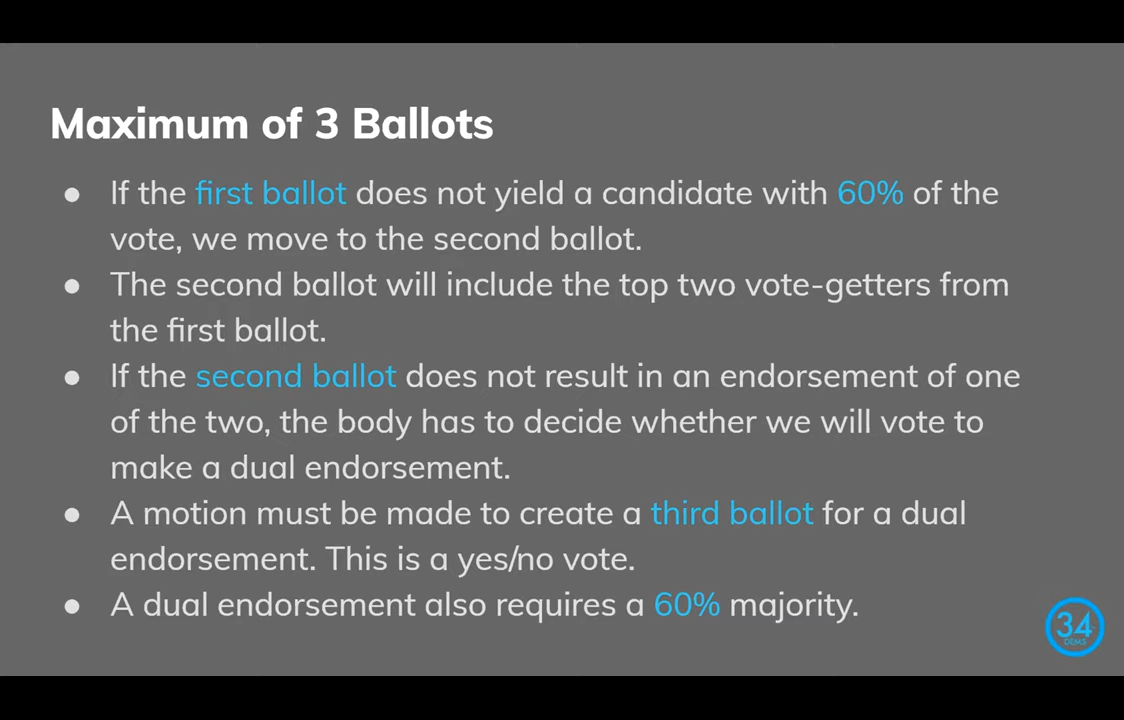 Maximum of 3 Ballots
● If the first ballot does not yield a candidate with 60% of the
vote, we move to the second ballot.
● The second ballot will include the top two vote-getters from
the first ballot.
● If the second ballot does not result in an endorsement of one
of the two, the body has to decide whether we will vote to
make a dual endorsement.
● A motion must be made to create a third ballot for a dual
endorsement. This is a yes/no vote.
● A dual endorsement also requires a 60% majority.
34
DEMS